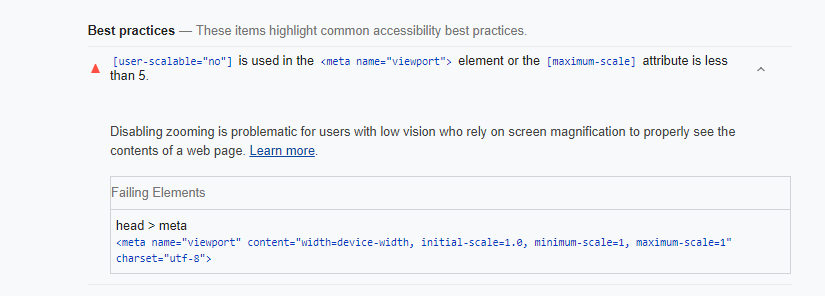 Best practices — These items highlight common accessibility best practices.
[user-scalable="no"] is used in the <meta name="viewport"> element or the [maximum-scale] attribute is less
than 5.
Disabling zooming is problematic for users with low vision who rely on screen magnification to properly see the
contents of a web page. Learn more.
Failing Elements
head > meta
<meta name="viewport" content="width=device-width, initial-scale=1.0, minimum-scale=1, maximum-scale=1"
charset="utf-8">